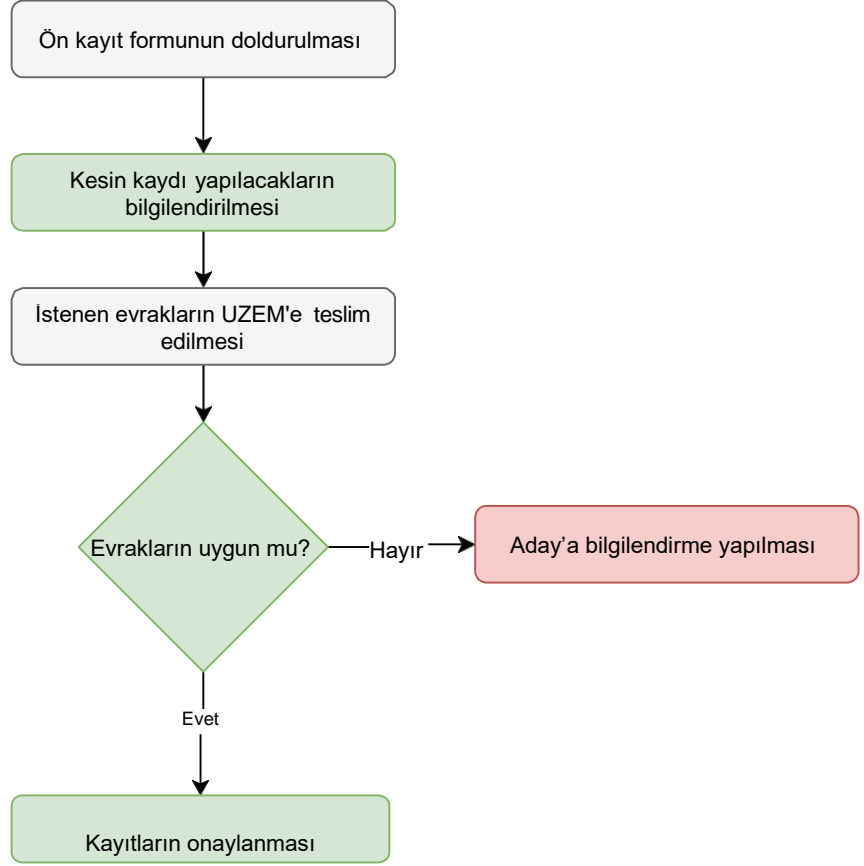 Ön kayıt formunun doldurulması
Kesin kaydı yapılacakların
bilgilendirilmesi
İstenen evrakların UZEM'e teslim
edilmesi
Evrakların uygun mu?
Hayır
Aday’a bilgilendirme yapılması
Evet
Kayıtların onaylanması